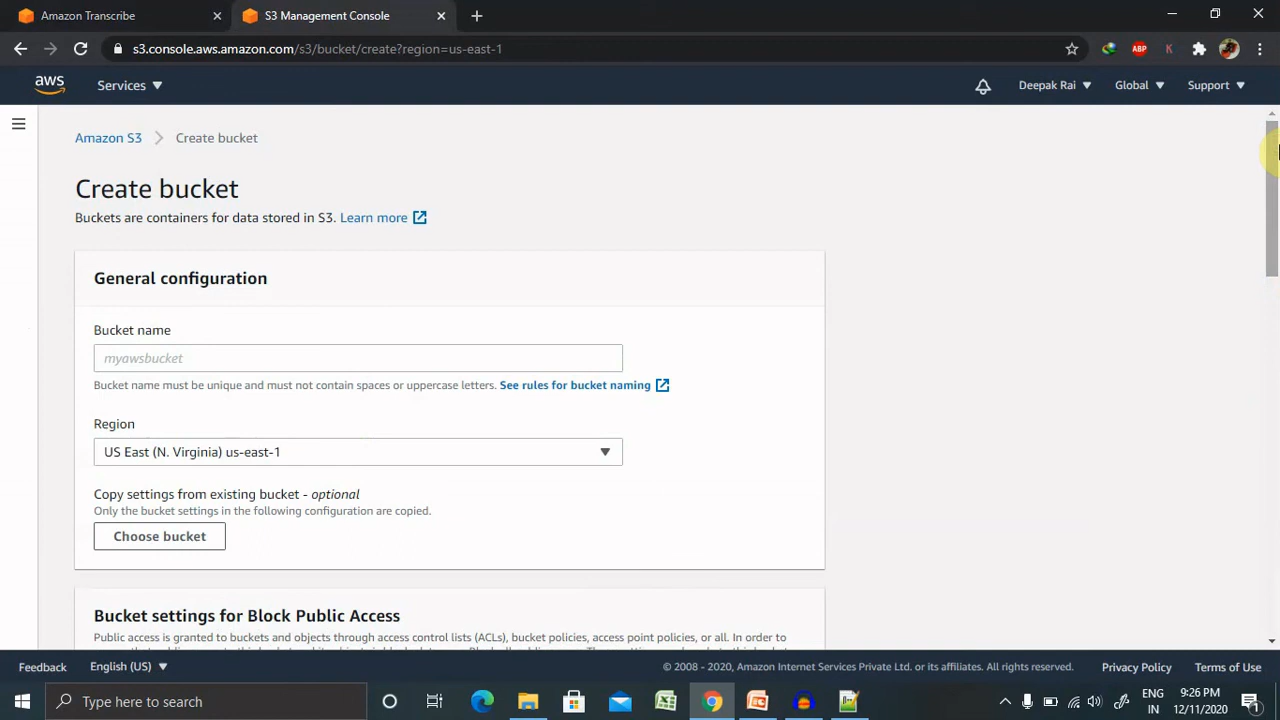 Amazon Transcribe
S3 Management Console
s3.console.aws.amazon.com/s3/bucket/create?region=us-east-1
ABP
K
aws
Services
Deepak Rai
Global
Support
Amazon S3
Create bucket
Create bucket
Buckets are containers for data stored in S3. Learn more
General configuration
Bucket name
myawsbucket
Bucket name must be unique and must not contain spaces or uppercase letters. See rules for bucket naming
Region
US East (N. Virginia) us-east-1
Copy settings from existing bucket - optional
Only the bucket settings in the following configuration are copied.
Choose bucket
Bucket settings for Block Public Access
Public access is granted to buckets and objects through access control lists (ACLs), bucket policies, access point policies, or all. In order to
Feedback
English (US)
© 2008 - 2020, Amazon Internet Services Private Ltd. or its affiliates. All rights reserved.
Privacy Policy
Terms of Use
Type here to search
ENG
IN
9:26 PM
12/11/2020
1